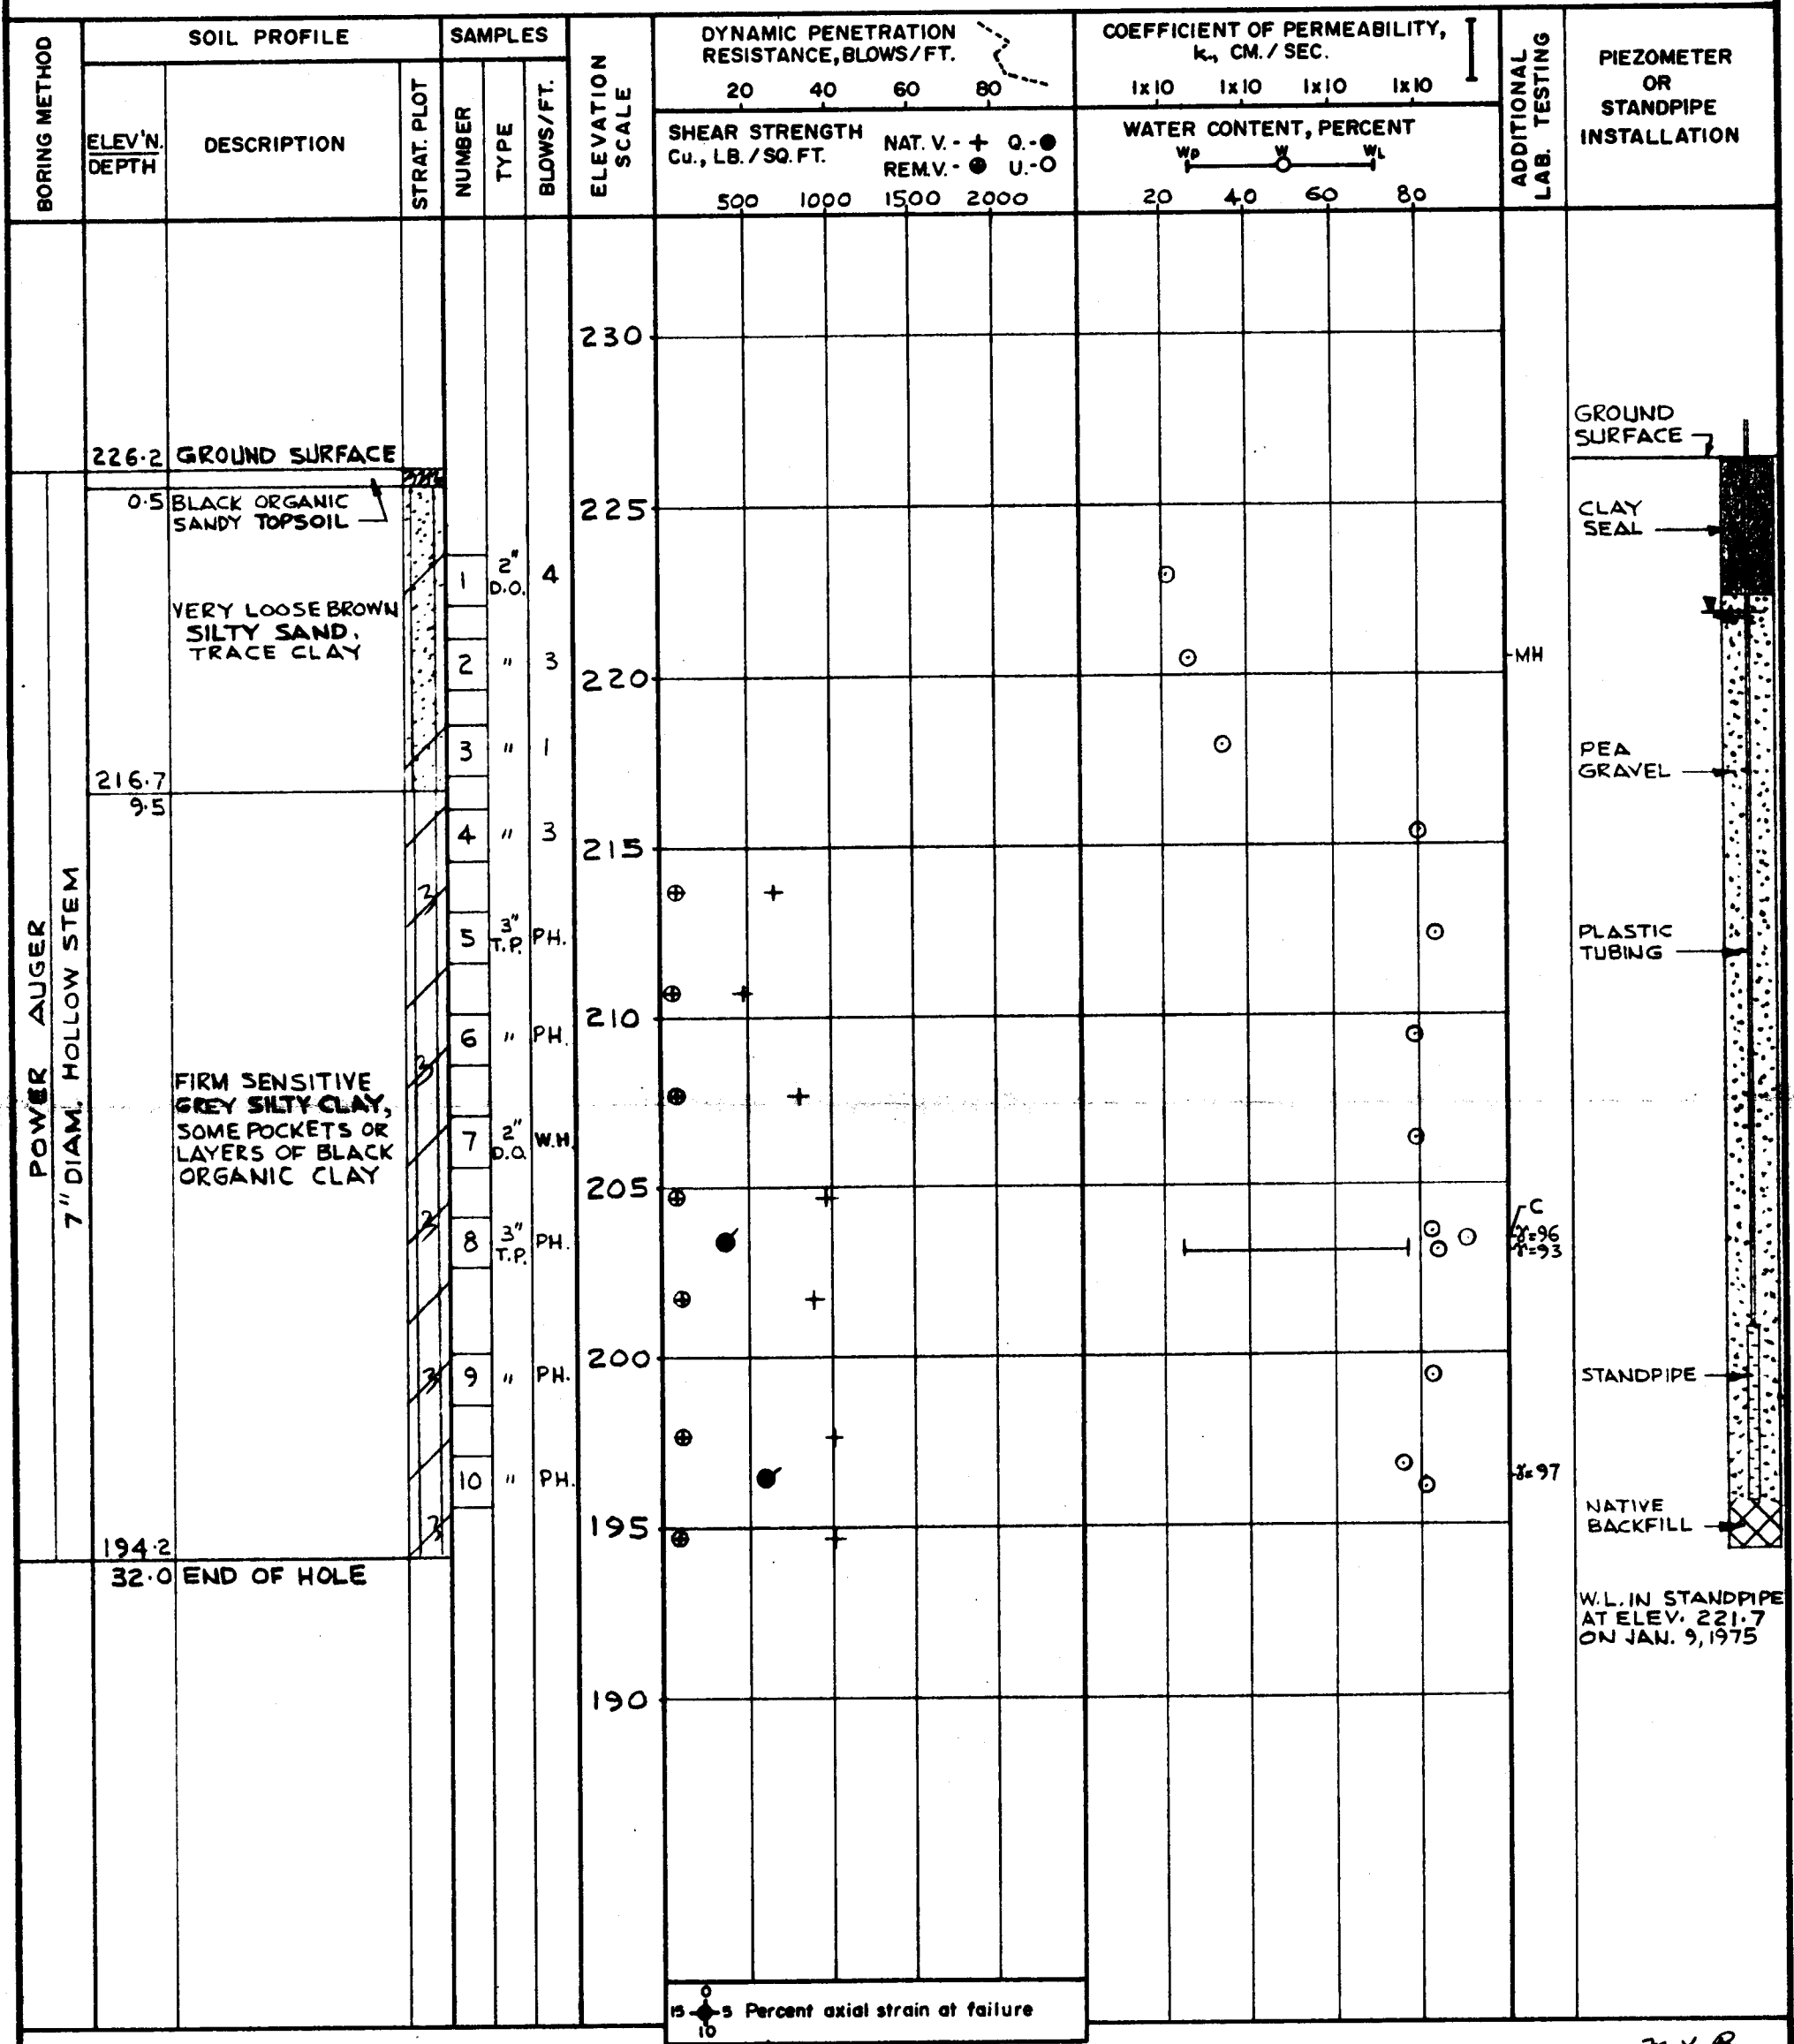 BORING METHOD
SOIL PROFILE
ELEV'N.
DEPTH
DESCRIPTION
STRAT. PLOT
SAMPLES
NUMBER
TYPE
BLOWS/FT.
ELEVATION
SCALE
DYNAMIC PENETRATION
RESISTANCE, BLOWS/FT.
20 40 60 80
SHEAR STRENGTH
Cu., LB./SQ. FT.
NAT. V. - + Q. - ●
REM.V. - ⊕ U. - O
500 1000 1500 2000
COEFFICIENT OF PERMEABILITY,
k., CM./SEC.
1x10 1x10 1x10 1x10
WATER CONTENT, PERCENT
Wp W WL
20 40 60 80
ADDITIONAL
LAB. TESTING
PIEZOMETER
OR
STANDPIPE
INSTALLATION
POWER AUGER
7" DIAM. HOLLOW STEM
226.2 GROUND SURFACE
0.5 BLACK ORGANIC
SANDY TOPSOIL
VERY LOOSE BROWN
SILTY SAND.
TRACE CLAY
216.7
9.5
FIRM SENSITIVE
GREY SILTY CLAY,
SOME POCKETS OR
LAYERS OF BLACK
ORGANIC CLAY
194.2
32.0 END OF HOLE
1 2" D.O. 4
2 " 3
3 " 1
4 " 3
5 3" T.P. PH.
6 " PH.
7 2" D.O. W.H.
8 3" T.P. PH.
9 " PH.
10 " PH.
230
225
220
215
210
205
200
195
190
MH
C
γ=96
γ=93
γ=97
GROUND
SURFACE
CLAY
SEAL
PEA
GRAVEL
PLASTIC
TUBING
STANDPIPE
NATIVE
BACKFILL
W.L. IN STANDPIPE
AT ELEV. 221.7
ON JAN. 9, 1975
0
15 5 Percent axial strain at failure
10